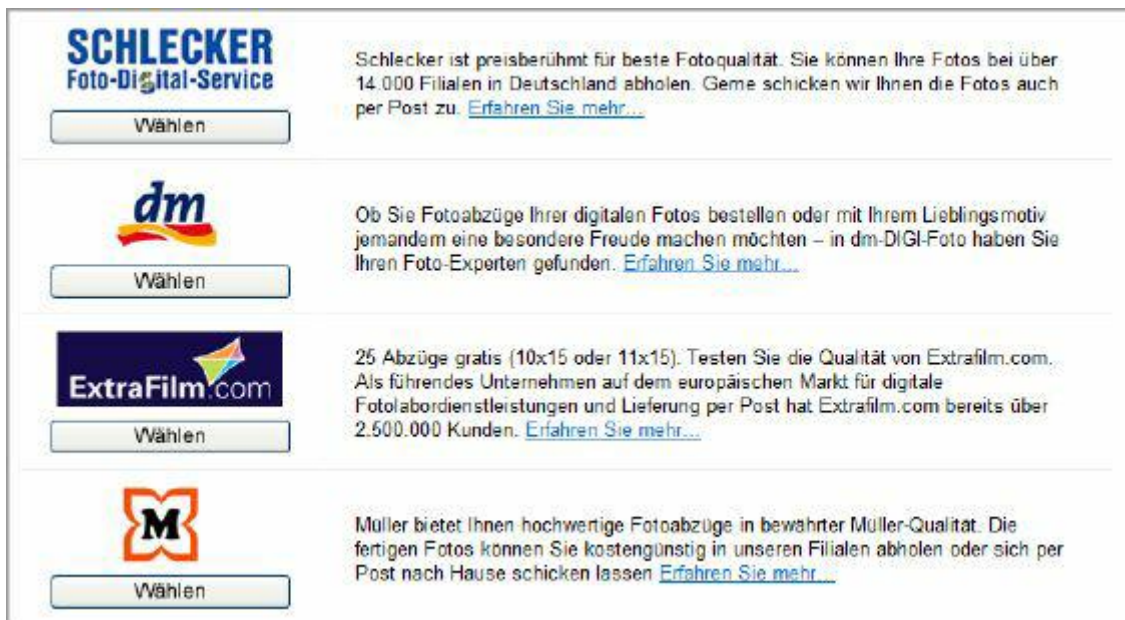 SCHLECKER
Foto-Digital-Service
Wählen
Schlecker ist preisberühmt für beste Fotoqualität. Sie können Ihre Fotos bei über
14.000 Filialen in Deutschland abholen. Gerne schicken wir Ihnen die Fotos auch
per Post zu. Erfahren Sie mehr...
dm
Wählen
Ob Sie Fotoabzüge Ihrer digitalen Fotos bestellen oder mit Ihrem Lieblingsmotiv
jemandem eine besondere Freude machen möchten – in dm-DIGI-Foto haben Sie
Ihren Foto-Experten gefunden. Erfahren Sie mehr...
ExtraFilm.com
Wählen
25 Abzüge gratis (10x15 oder 11x15). Testen Sie die Qualität von Extrafilm.com.
Als führendes Unternehmen auf dem europäischen Markt für digitale
Fotolabordienstleistungen und Lieferung per Post hat Extrafilm.com bereits über
2.500.000 Kunden. Erfahren Sie mehr...
M
Wählen
Müller bietet Ihnen hochwertige Fotoabzüge in bewährter Müller-Qualität. Die
fertigen Fotos können Sie kostengünstig in unseren Filialen abholen oder sich per
Post nach Hause schicken lassen Erfahren Sie mehr...